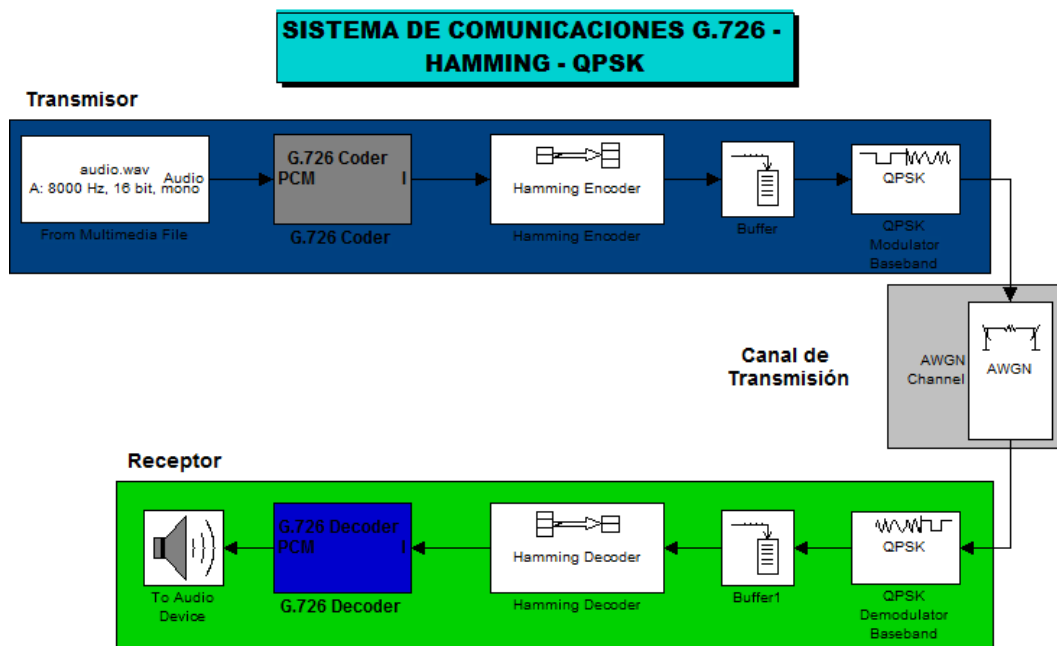 SISTEMA DE COMUNICACIONES G.726 -
HAMMING - QPSK
Transmisor
audio.wav
A: 8000 Hz, 16 bit, mono
Audio
From Multimedia File
G.726 Coder
PCM
I
G.726 Coder
Hamming Encoder
Hamming Encoder
Buffer
QPSK
QPSK
Modulator
Baseband
Canal de
Transmisión
AWGN
Channel
AWGN
Receptor
To Audio
Device
G.726 Decoder
PCM
I
G.726 Decoder
Hamming Decoder
Hamming Decoder
Buffer1
QPSK
QPSK
Demodulator
Baseband